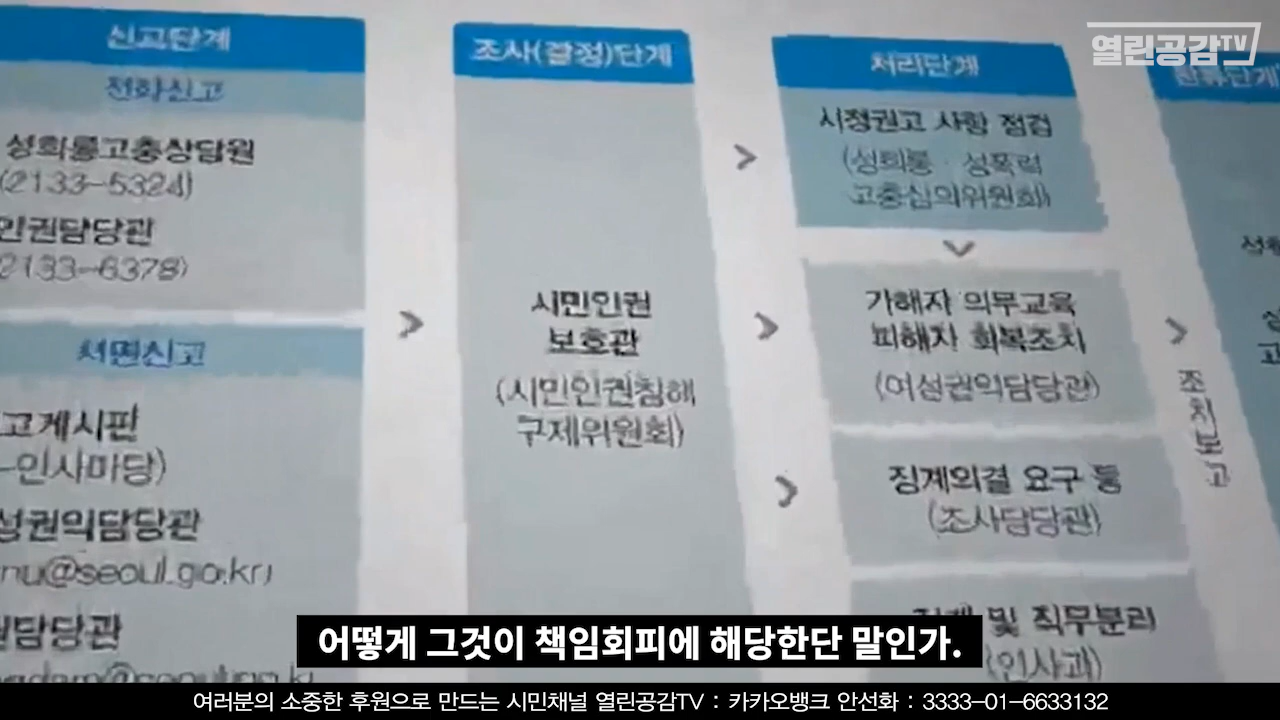 열린공감TV
신고단계
전화신고
성희롱고충상담원
(2133-5324)
인권담당관
2133-6378)
서면신고
고게시판
-인사마당)
성권익담당관
nu@seoul.go.kr)
담당관
조사(결정)단계
시민인권
보호관
(시민인권침해
구제위원회)
처리단계
시정권고 사항 점검
(성희롱·성폭력
고충심의위원회)
가해자 의무교육
피해자 회복조치
(여성권익담당관)
징계의결 요구 등
(조사담당관)
징계 및 직무분리
(인사과)
조치보고
어떻게 그것이 책임회피에 해당한단 말인가.
여러분의 소중한 후원으로 만드는 시민채널 열린공감TV : 카카오뱅크 안선화 : 3333-01-6633132